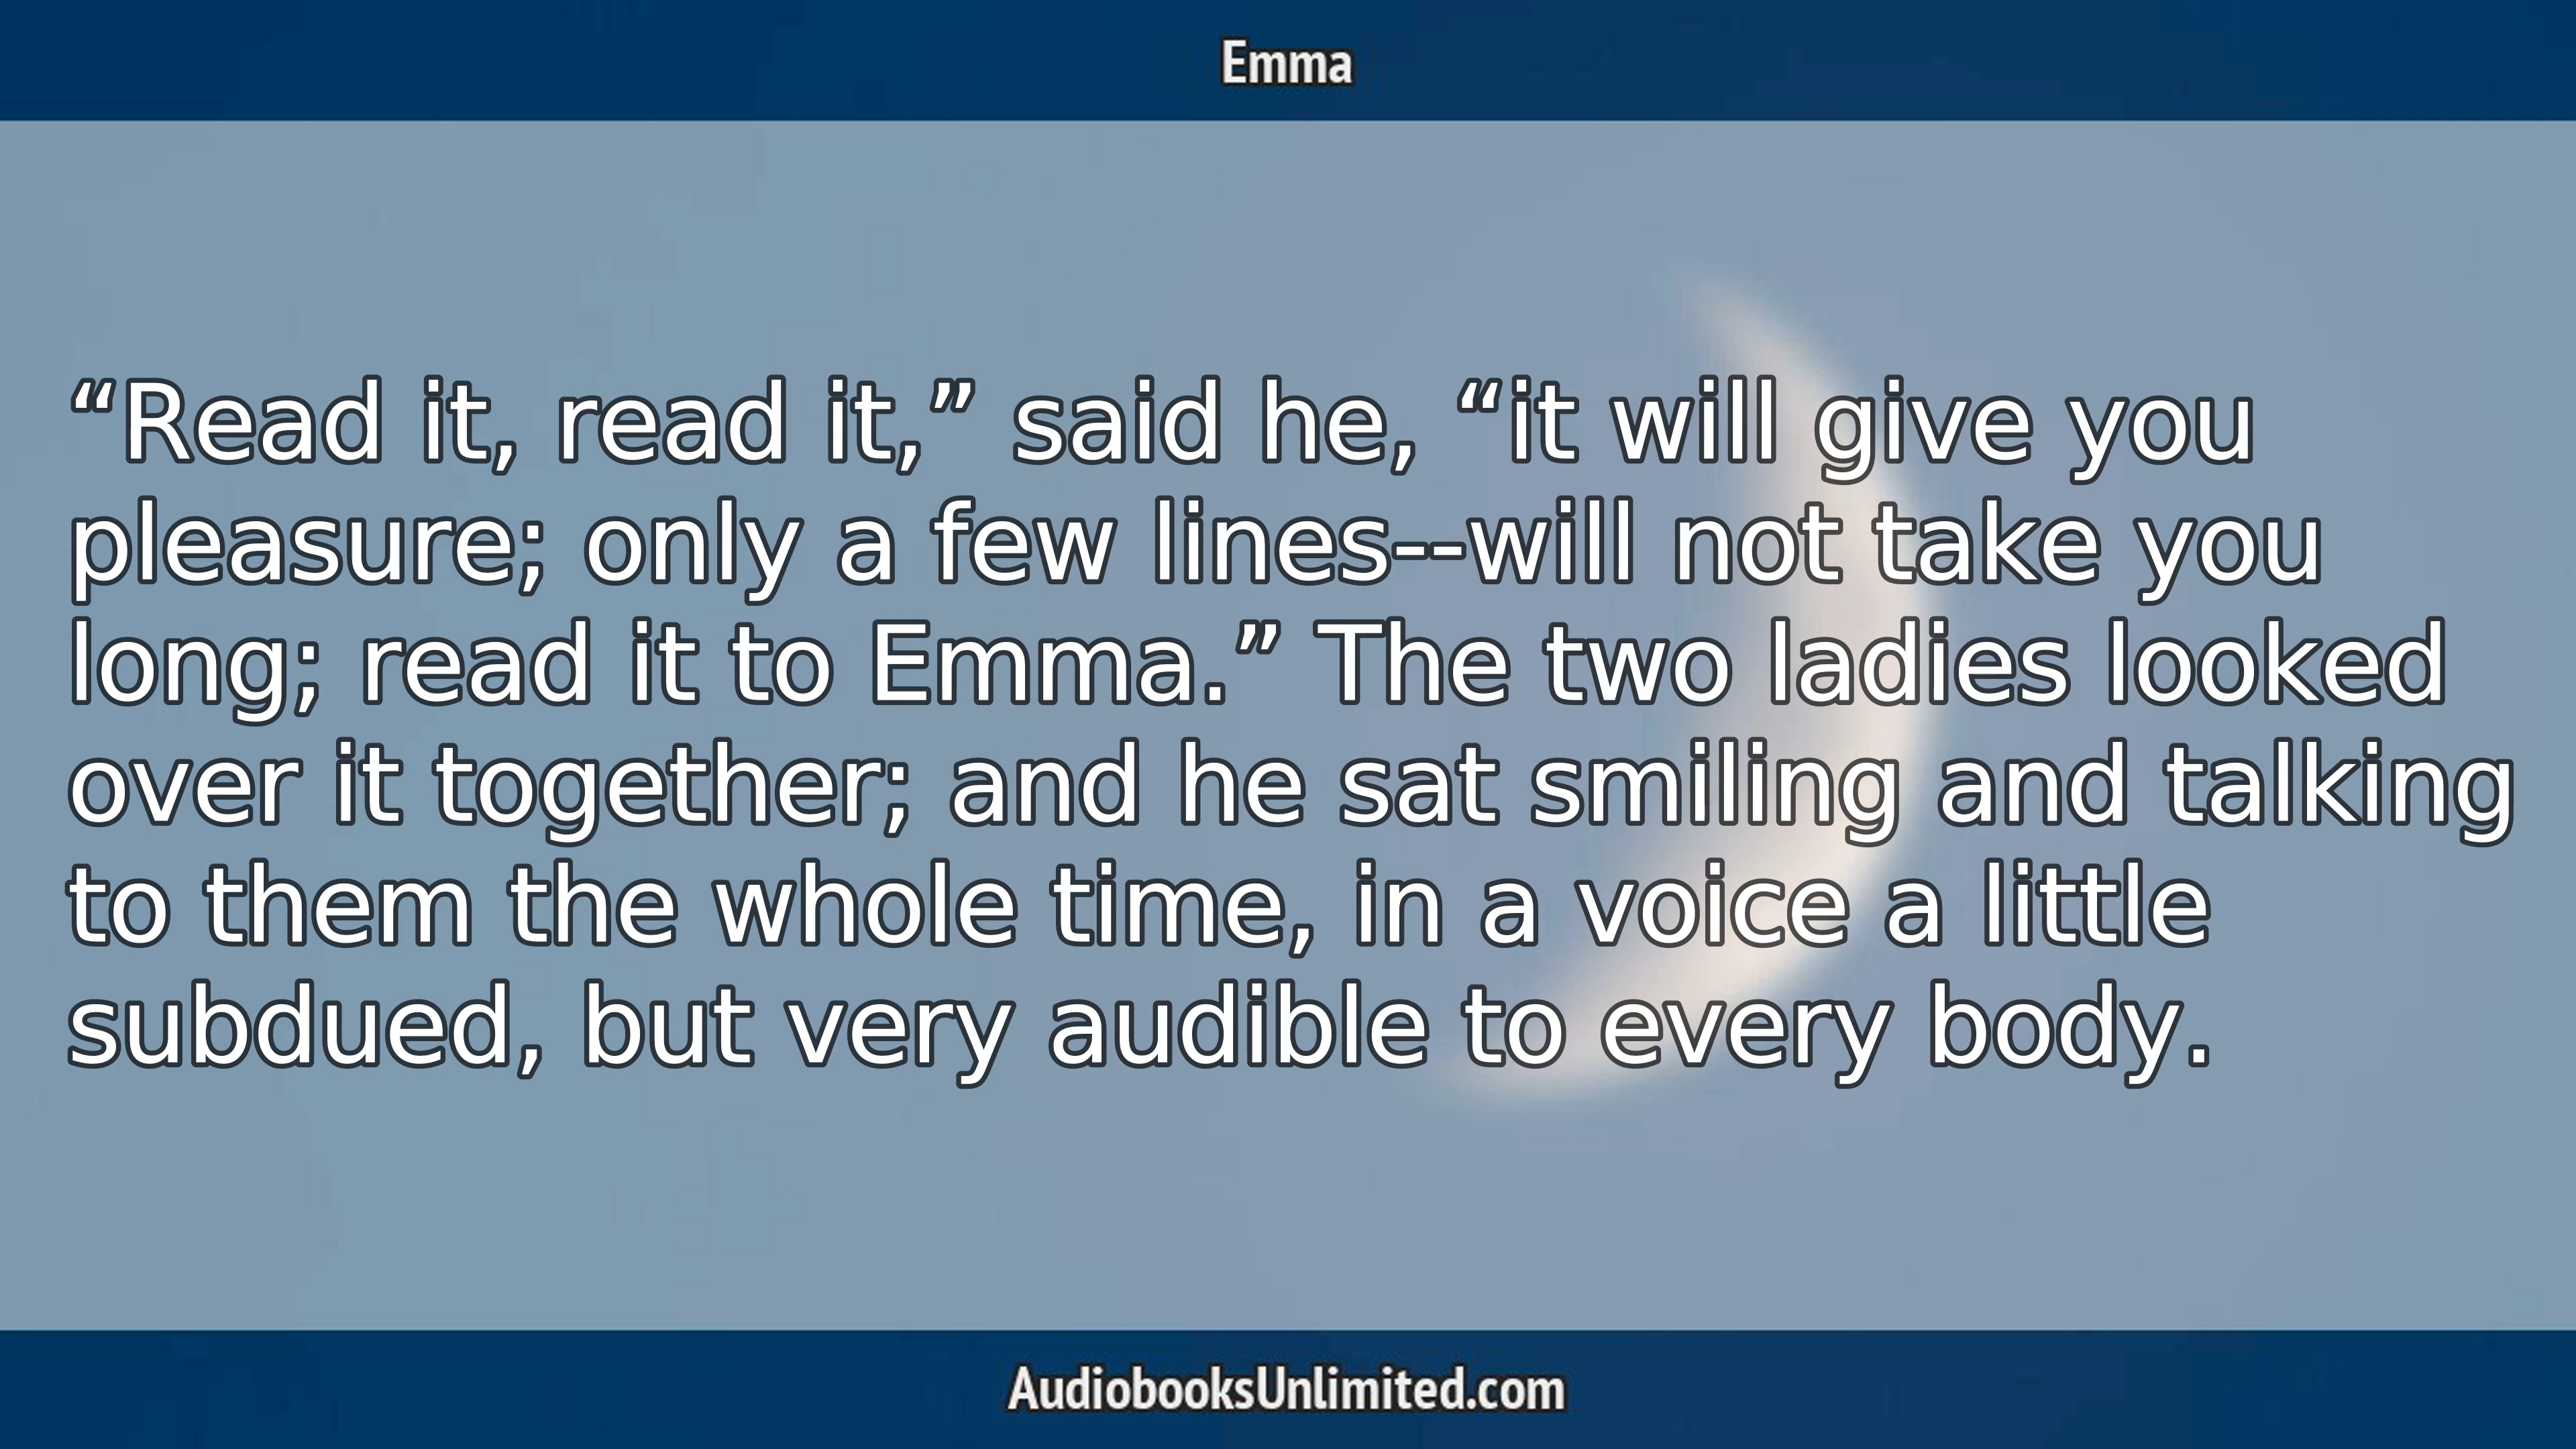 Emma
“Read it, read it,” said he, “it will give you
pleasure; only a few lines--will not take you
long; read it to Emma.” The two ladies looked
over it together; and he sat smiling and talking
to them the whole time, in a voice a little
subdued, but very audible to every body.
AudiobooksUnlimited.com